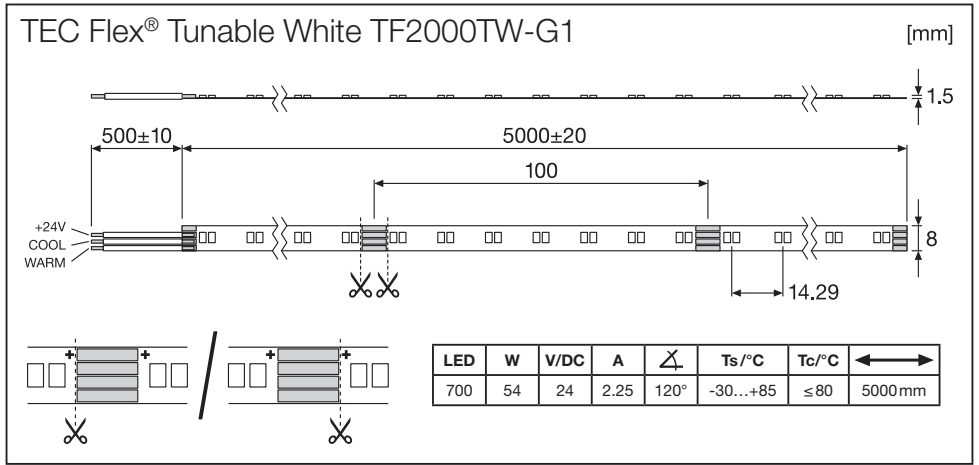 TEC Flex® Tunable White TF2000TW-G1 [mm]
1.5
500±10 5000±20
100
+24V
COOL
WARM
8
14.29
+ + + +
LED W V/DC A Ts/°C Tc/°C
700 54 24 2.25 120° -30...+85 ≤80 5000mm